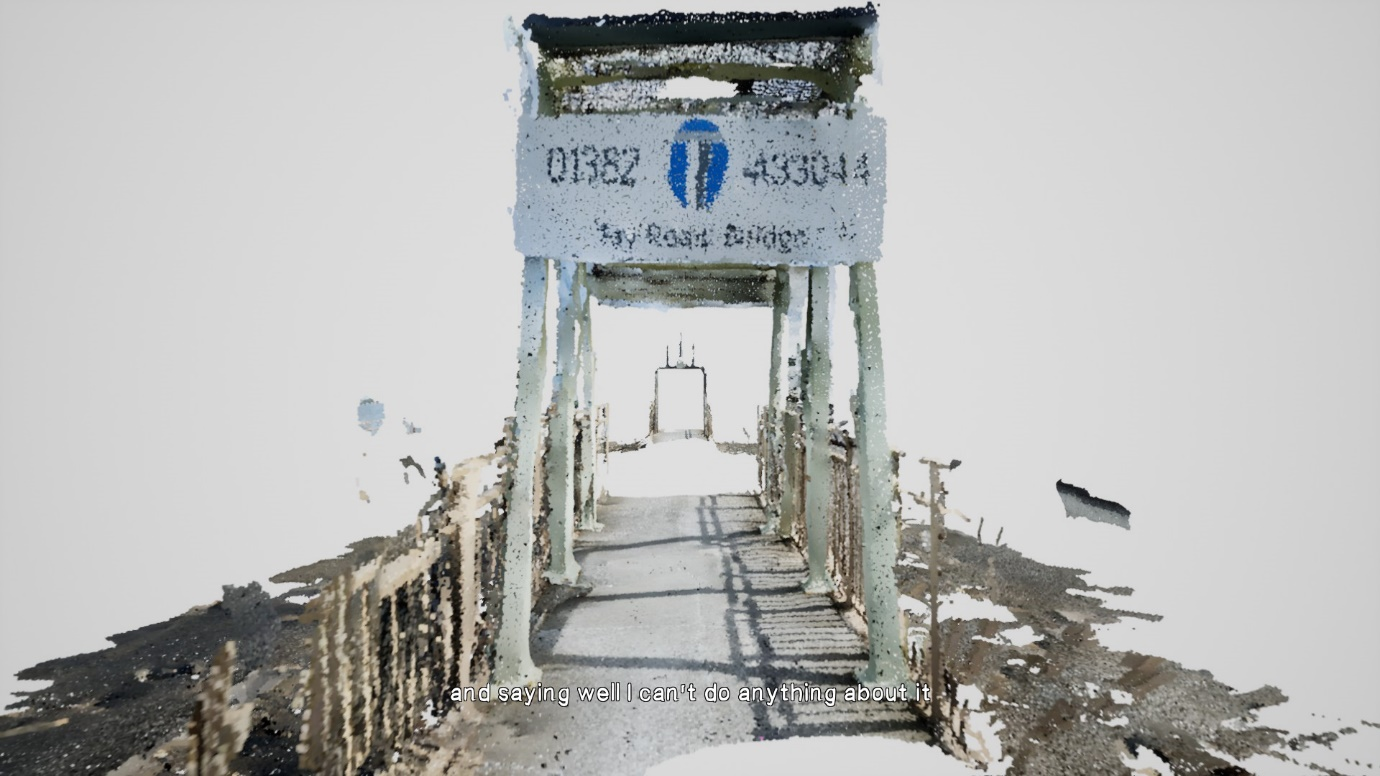 01382 433044
Tay Road Bridge
and saying well I can't do anything about it